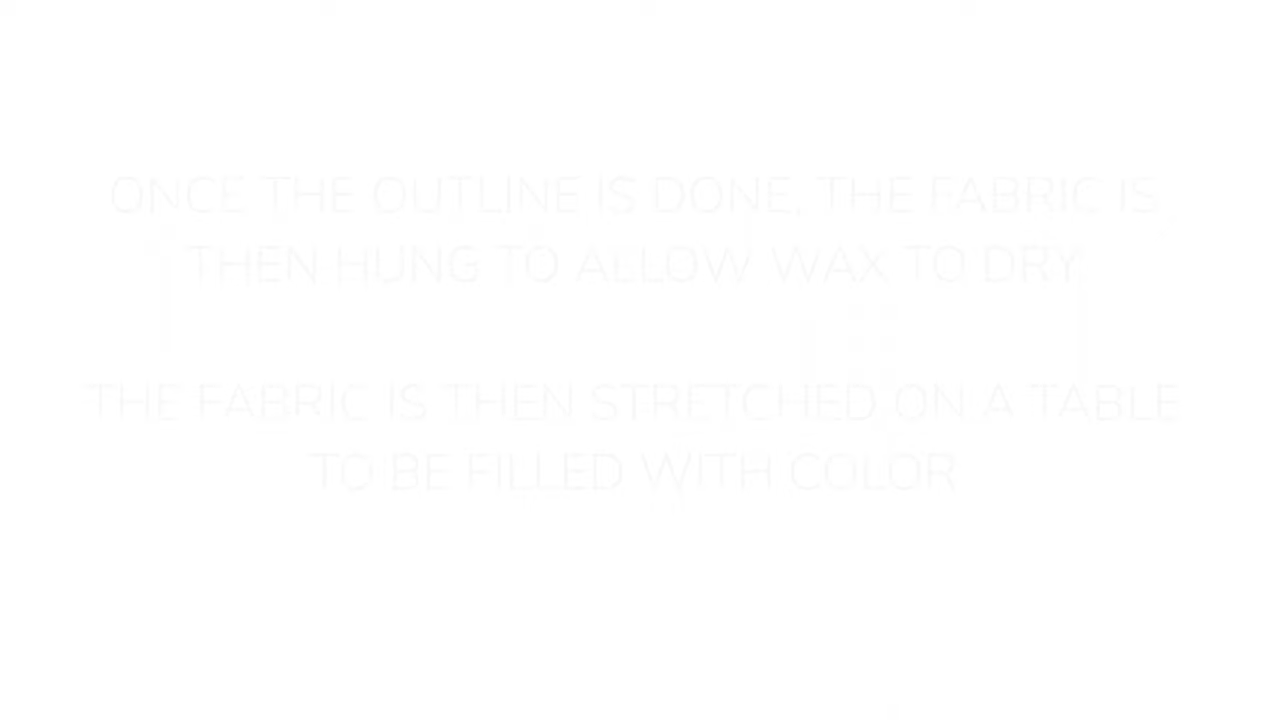 ONCE THE OUTLINE IS DONE, THE FABRIC IS
THEN HUNG TO ALLOW WAX TO DRY
THE FABRIC IS THEN STRETCHED ON A TABLE
TO BE FILLED WITH COLOR